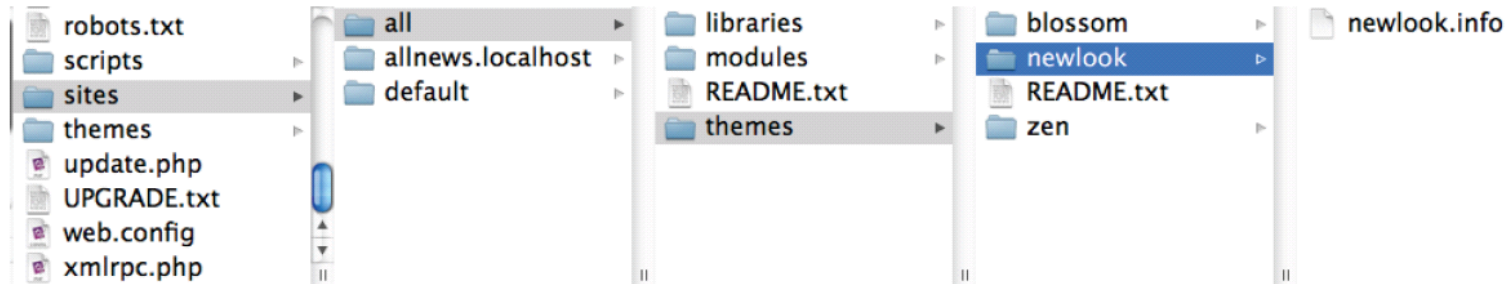 robots.txt
scripts
sites
themes
update.php
UPGRADE.txt
web.config
xmlrpc.php
all
allnews.localhost
default
libraries
modules
README.txt
themes
blossom
newlook
README.txt
zen
newlook.info